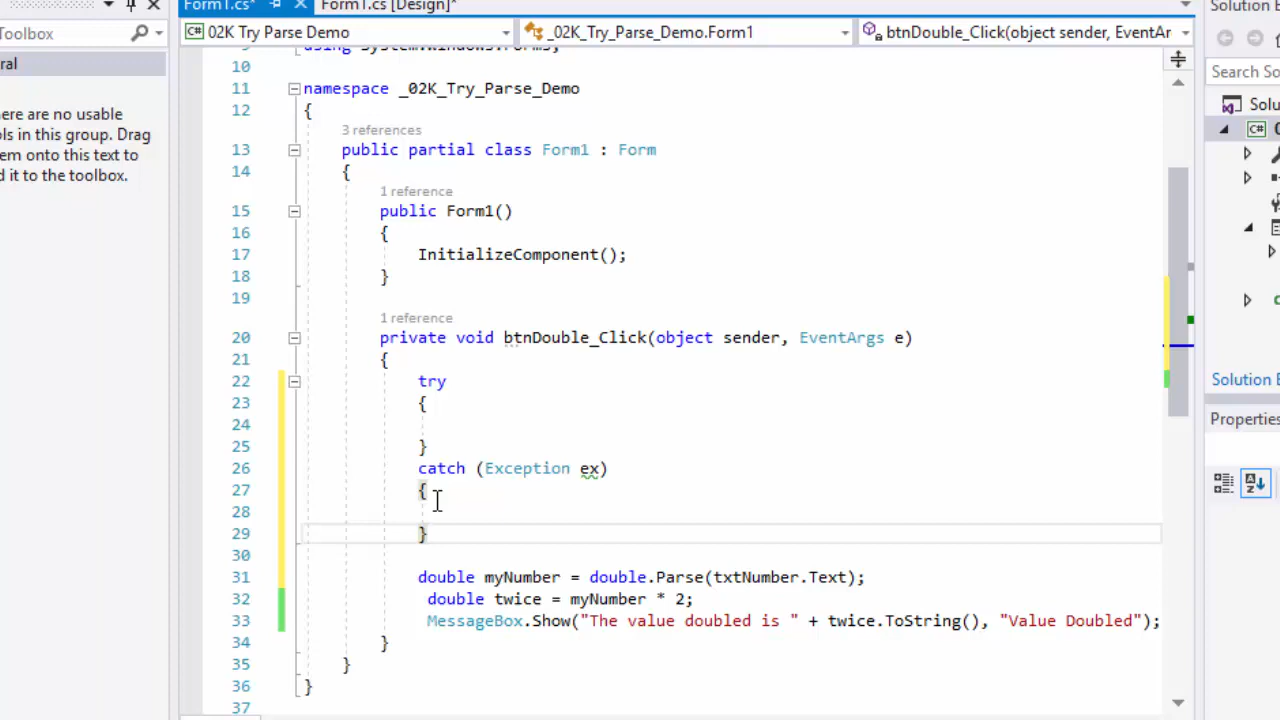 Form1.cs*
Form1.cs [Design]*
Toolbox
Solution E
02K Try Parse Demo
_02K_Try_Parse_Demo.Form1
btnDouble_Click(object sender, EventAr
ral
ere are no usable
ols in this group. Drag
em onto this text to
d it to the toolbox.
Search So
Solu
10
11 namespace _02K_Try_Parse_Demo
12 {
3 references
13 public partial class Form1 : Form
14 {
1 reference
15 public Form1()
16 {
17 InitializeComponent();
18 }
19
1 reference
20 private void btnDouble_Click(object sender, EventArgs e)
21 {
22 try
23 {
24
25 }
26 catch (Exception ex)
27 {
28
29 }
30
31 double myNumber = double.Parse(txtNumber.Text);
32 double twice = myNumber * 2;
33 MessageBox.Show("The value doubled is " + twice.ToString(), "Value Doubled");
34 }
35 }
36 }
37
Solution E
Properties